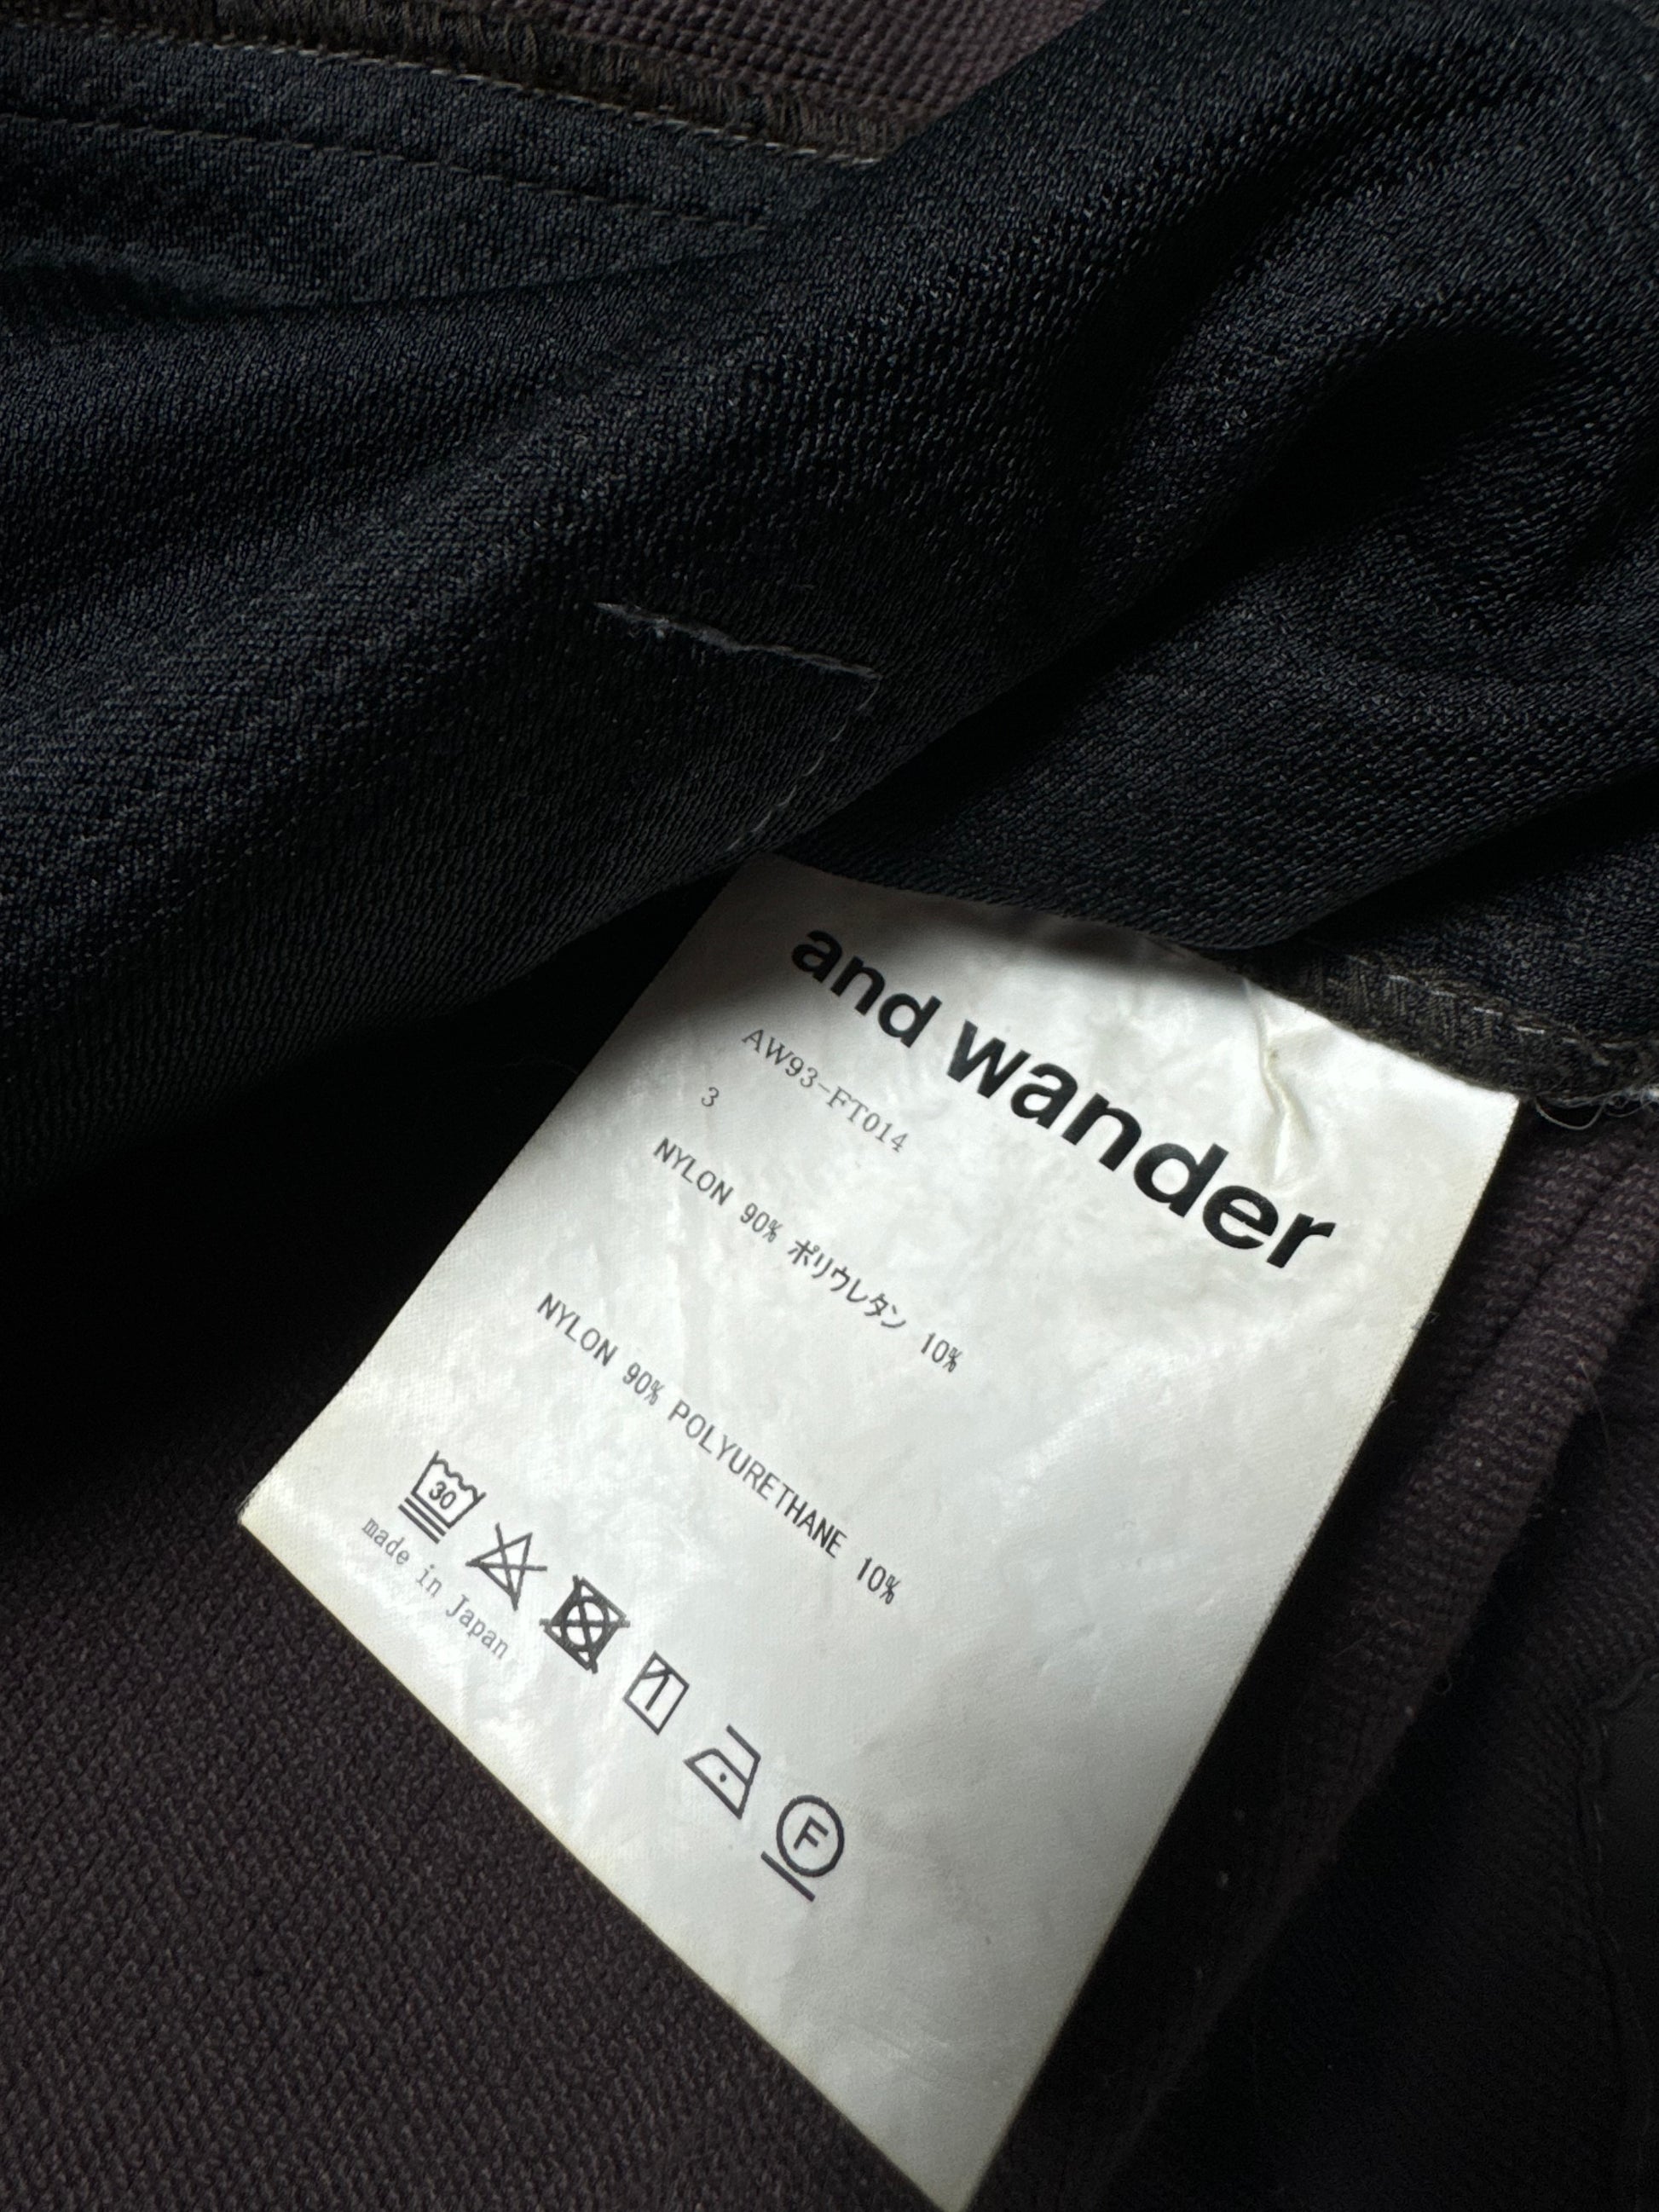 and wander
AW93-FT014
3
NYLON 90% ポリウレタン 10%
NYLON 90% POLYURETHANE 10%
30
F
made in Japan